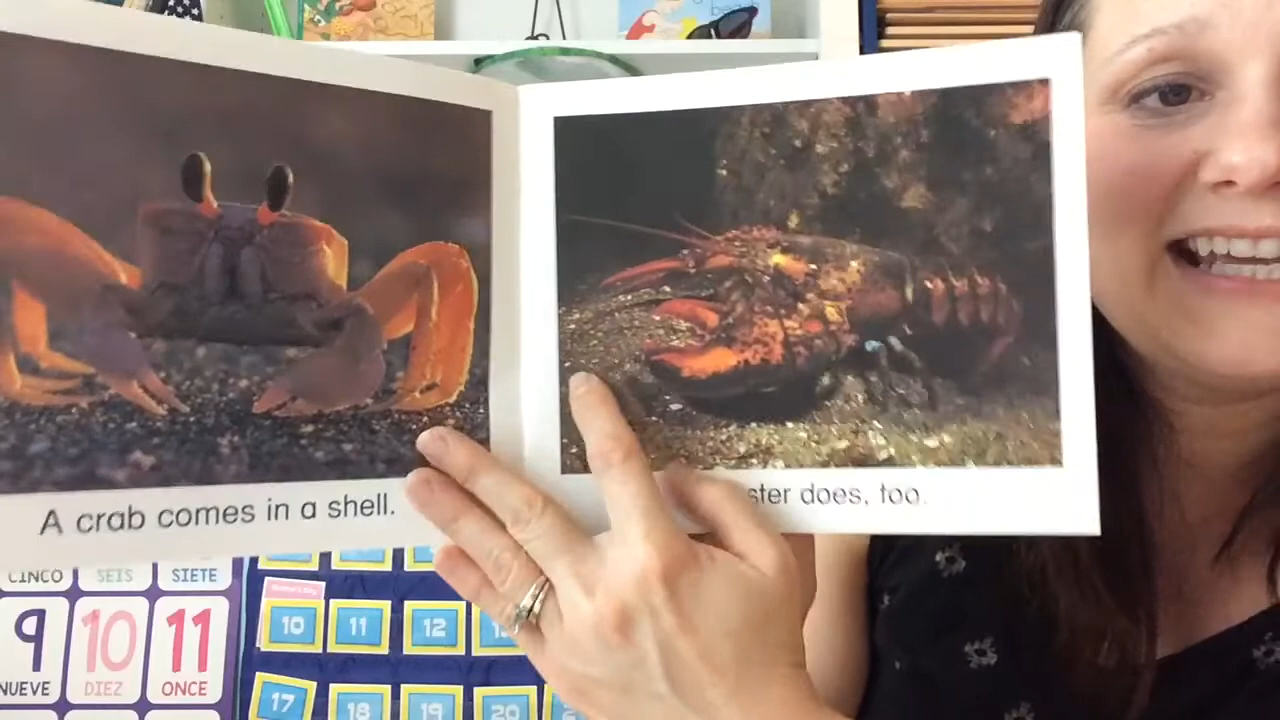 A crab comes in a shell.
does, too.
CINCO SEIS SIETE
9 10 11
NUEVE DIEZ ONCE
10 11 12
17 18 19 20